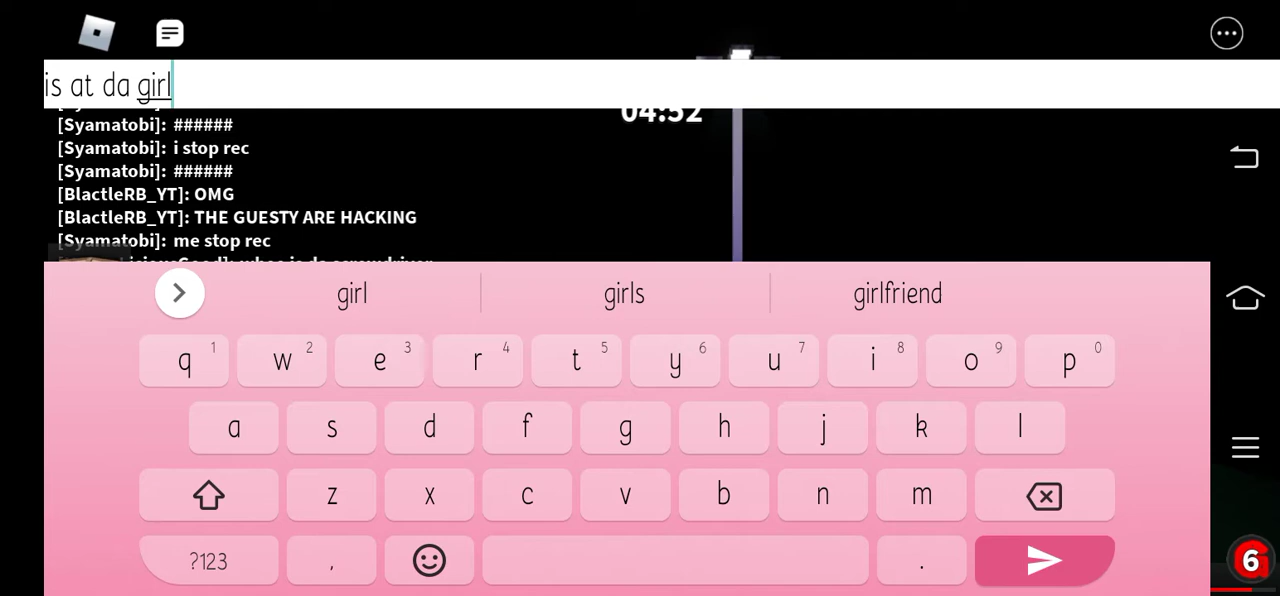 is at da girl
04:52
[Syamatobi]: ######
[Syamatobi]: i stop rec
[Syamatobi]: ######
[BlactleRB_YT]: OMG
[BlactleRB_YT]: THE GUESTY ARE HACKING
[Syamatobi]: me stop rec
girl girls girlfriend
q 1 w 2 e 3 r 4 t 5 y 6 u 7 i 8 o 9 p 0
a s d f g h j k l
z x c v b n m
?123 , .
6